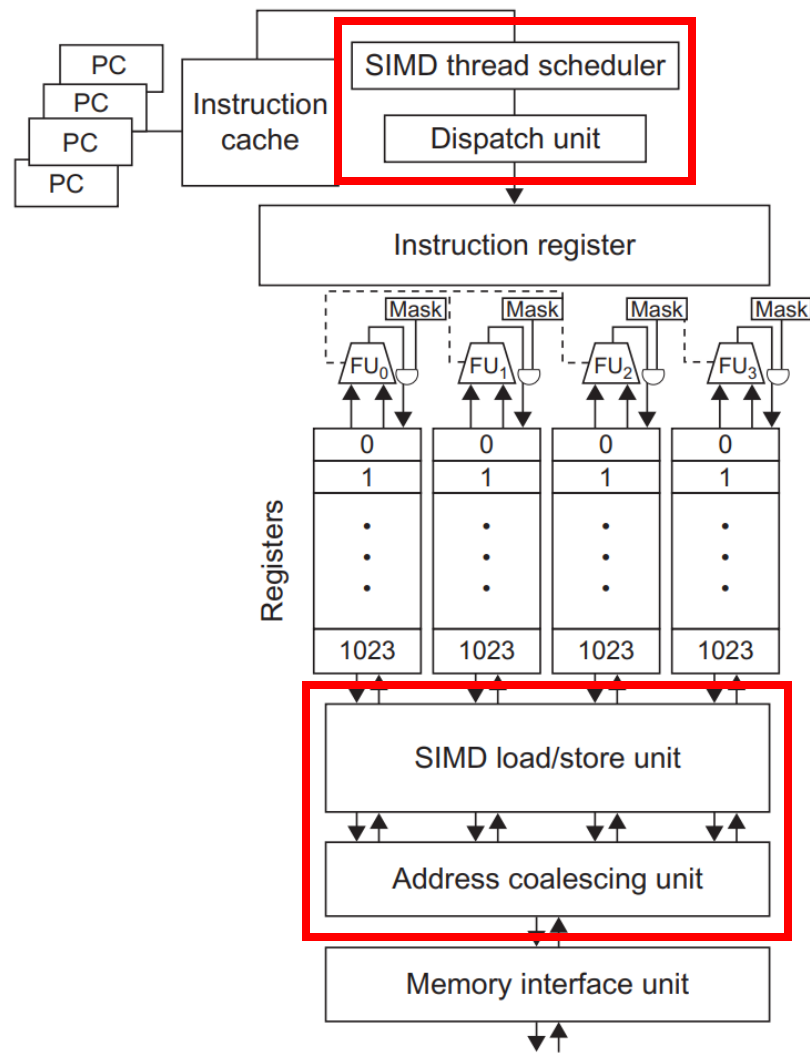 SIMD thread scheduler
PC
PC
PC
PC
Instruction
cache
Dispatch unit
Instruction register
Mask Mask Mask Mask
FU0 FU1 FU2 FU3
0 0 0 0
1 1 1 1
Registers
1023 1023 1023 1023
SIMD load/store unit
Address coalescing unit
Memory interface unit